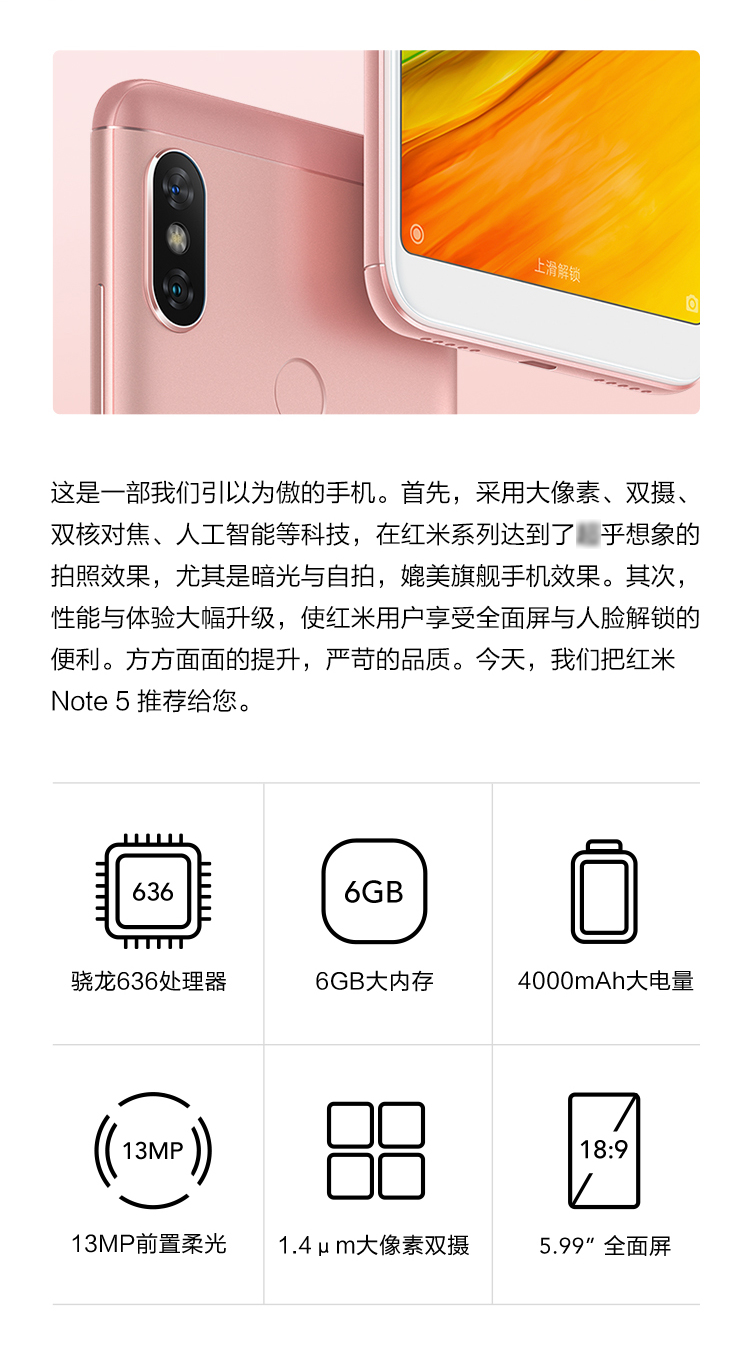 上滑解锁
这是一部我们引以为傲的手机。首先，采用大像素、双摄、
双核对焦、人工智能等科技，在红米系列达到了乎想象的
拍照效果，尤其是暗光与自拍，媲美旗舰手机效果。其次，
性能与体验大幅升级，使红米用户享受全面屏与人脸解锁的
便利。方方面面的提升，严苛的品质。今天，我们把红米
Note 5 推荐给您。
636
6GB
骁龙636处理器
6GB大内存
4000mAh大电量
13MP
18:9
13MP前置柔光
1.4μm大像素双摄
5.99” 全面屏